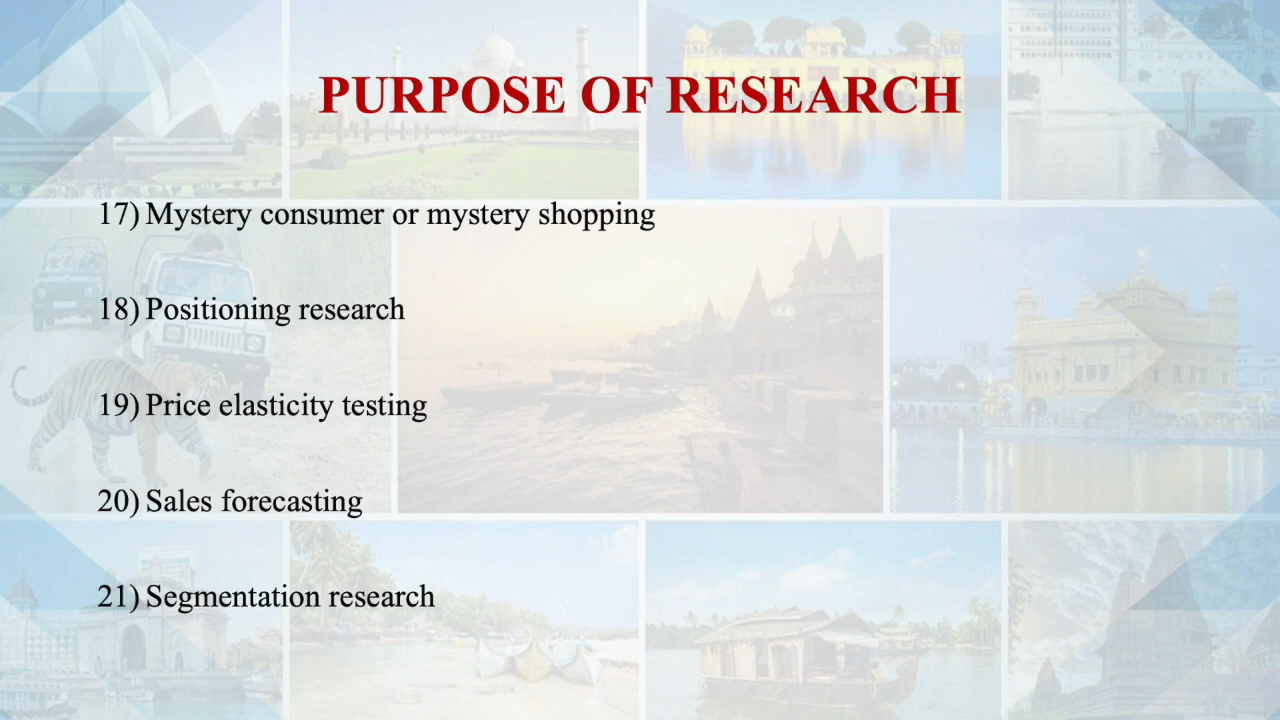 PURPOSE OF RESEARCH
17) Mystery consumer or mystery shopping
18) Positioning research
19) Price elasticity testing
20) Sales forecasting
21) Segmentation research